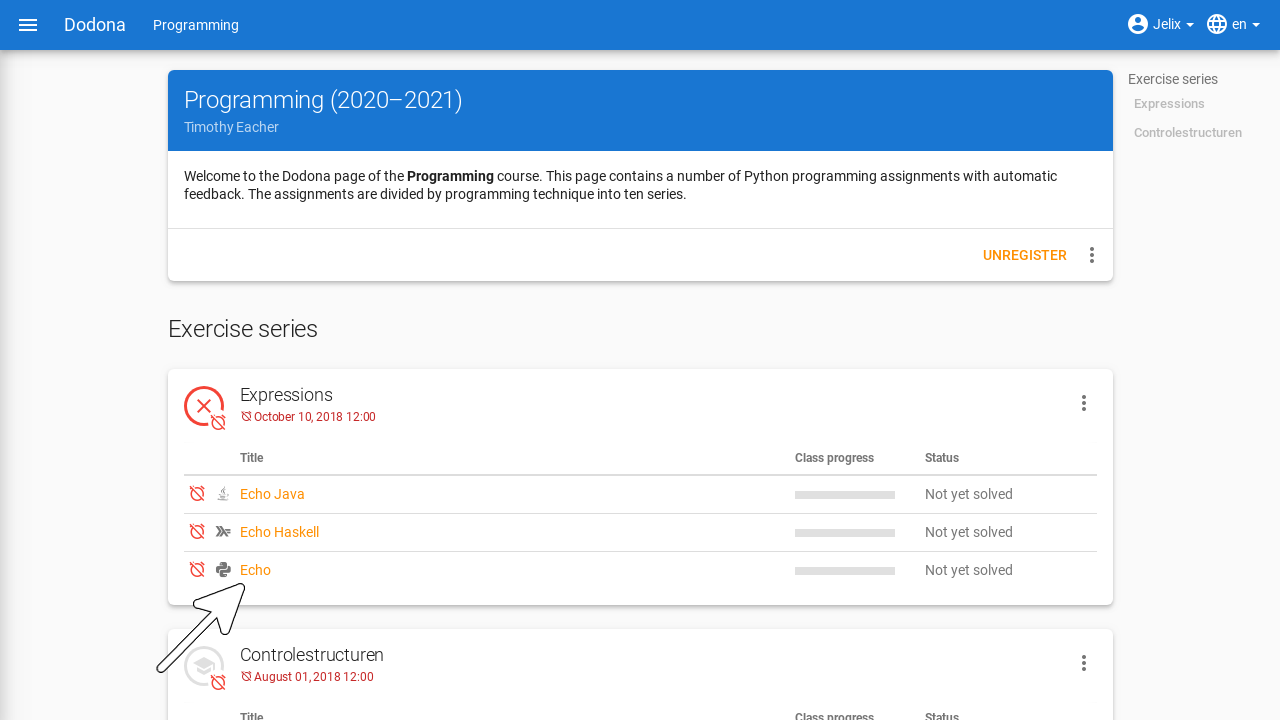 Dodona Programming Jelix en
Programming (2020–2021)
Timothy Eacher
Welcome to the Dodona page of the Programming course. This page contains a number of Python programming assignments with automatic
feedback. The assignments are divided by programming technique into ten series.
UNREGISTER
Exercise series
Expressions
Controlestructuren
Exercise series
Expressions
October 10, 2018 12:00
Title Class progress Status
Echo Java Not yet solved
Echo Haskell Not yet solved
Echo Not yet solved
Controlestructuren
August 01, 2018 12:00
Title Class progress Status